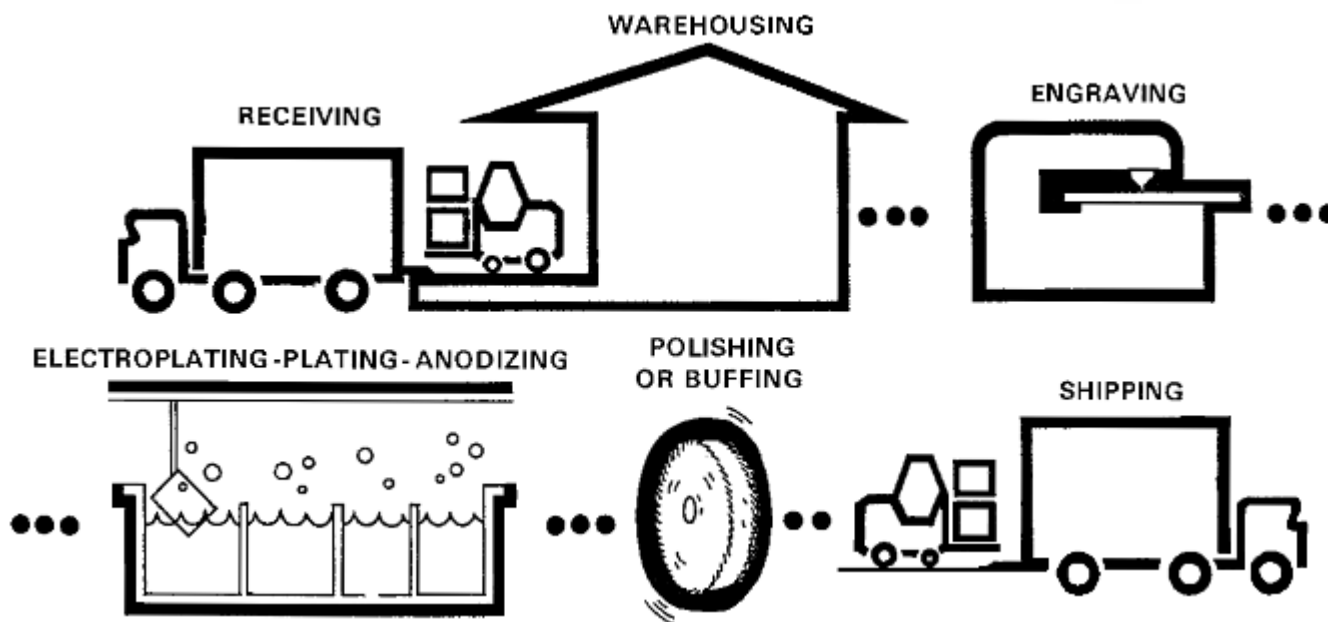 WAREHOUSING
RECEIVING
ENGRAVING
ELECTROPLATING-PLATING-ANODIZING
POLISHING
OR BUFFING
SHIPPING